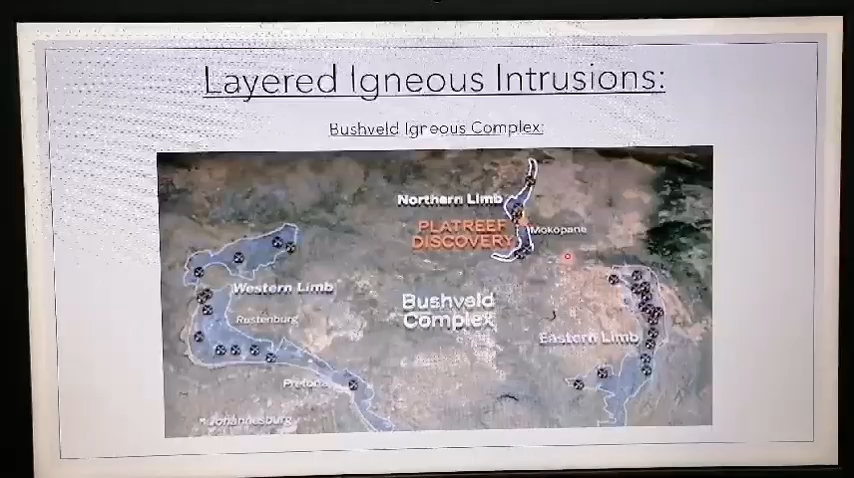 Layered Igneous Intrusions:
Bushveld Igneous Complex:
Northern Limb
PLATREEF
DISCOVERY
Mokopane
Western Limb
Rustenburg
Bushveld
Complex
Eastern Limb
Pretoria
Johannesburg